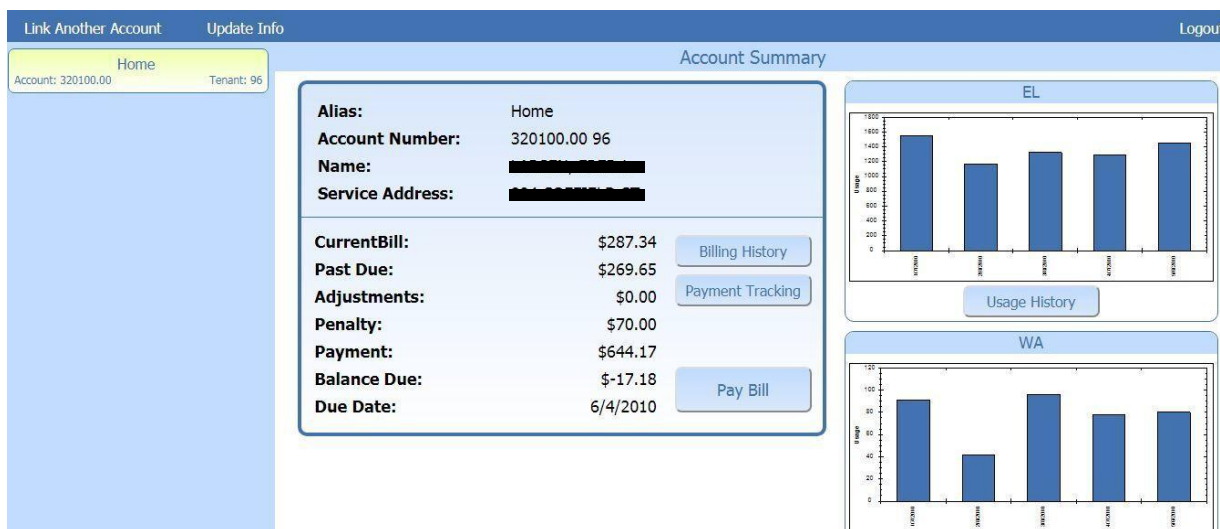 Link Another Account Update Info Logout
Home
Account: 320100.00 Tenant: 96
Account Summary
Alias: Home
Account Number: 320100.00 96
Name:
Service Address:
CurrentBill: $287.34
Past Due: $269.65
Adjustments: $0.00
Penalty: $70.00
Payment: $644.17
Balance Due: $-17.18
Due Date: 6/4/2010
Billing History
Payment Tracking
Pay Bill
EL
1800
1600
1400
1200
1000
800
600
400
200
0
Usage
Usage History
WA
120
100
80
60
40
20
0
Usage